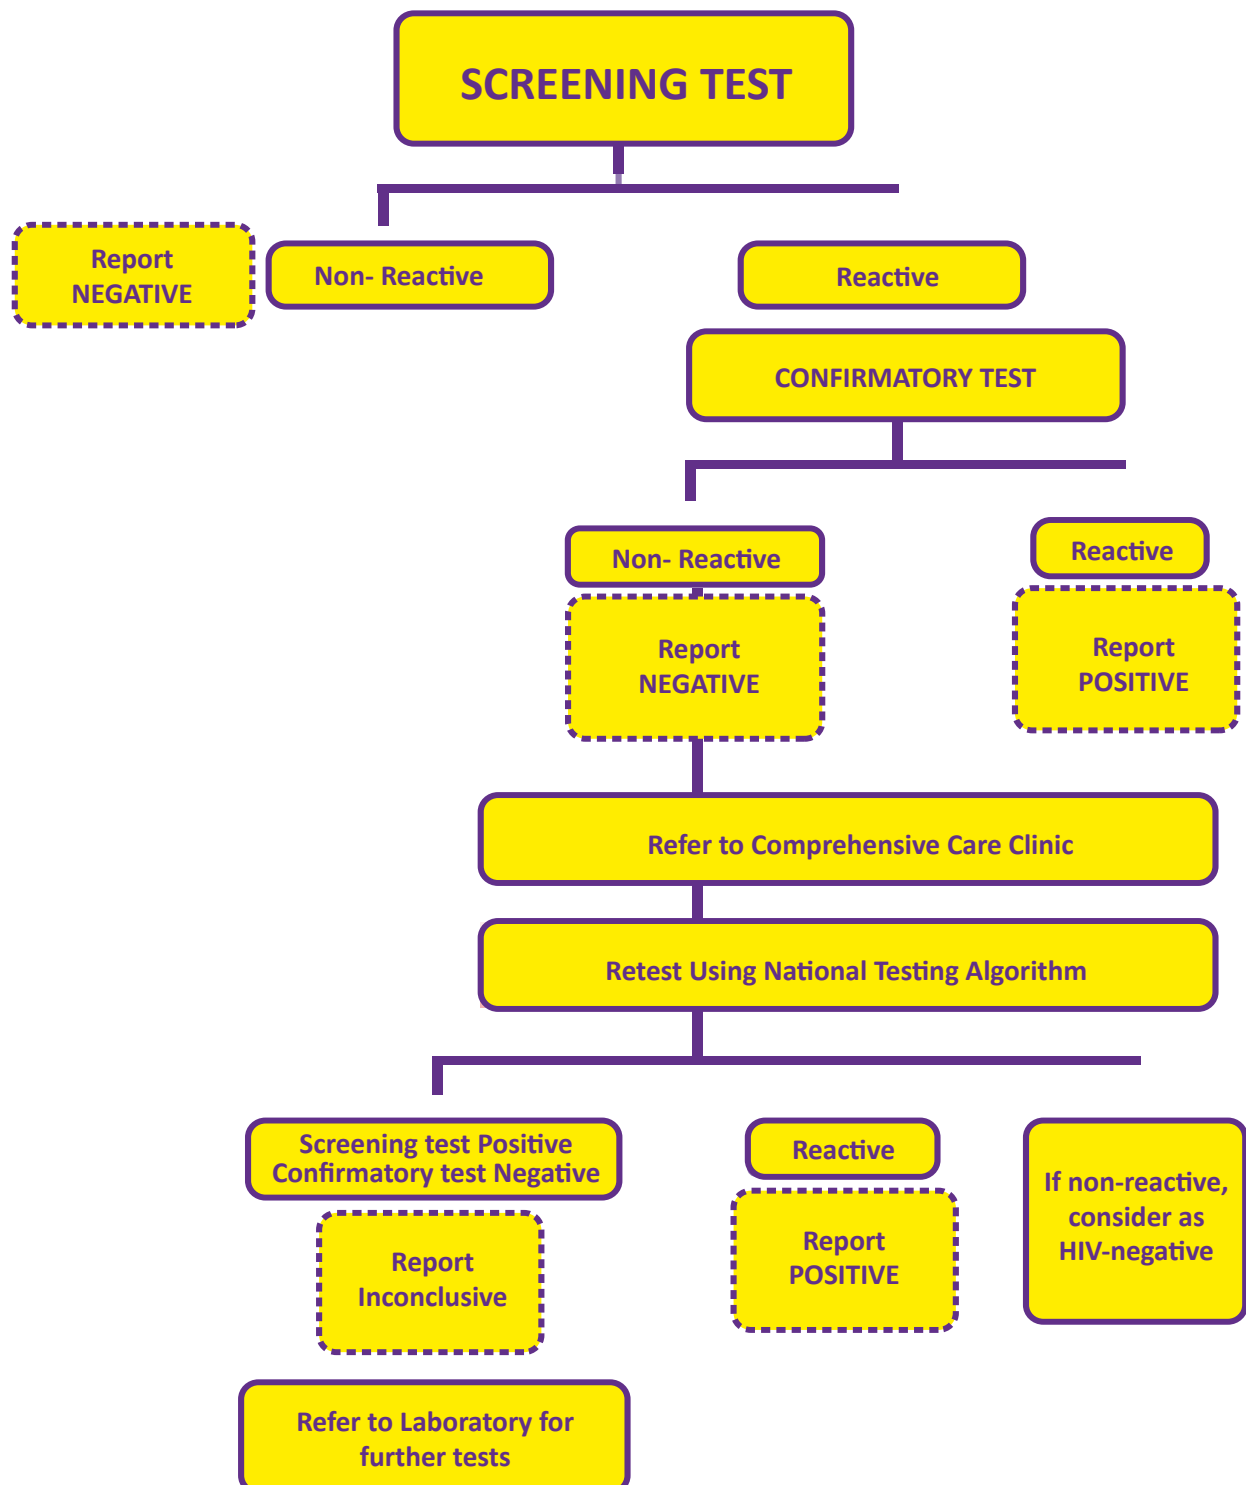 SCREENING TEST
Report
NEGATIVE
Non- Reactive
Reactive
CONFIRMATORY TEST
Non- Reactive
Reactive
Report
NEGATIVE
Report
POSITIVE
Refer to Comprehensive Care Clinic
Retest Using National Testing Algorithm
Screening test Positive
Confirmatory test Negative
Reactive
If non-reactive,
consider as
HIV-negative
Report
Inconclusive
Report
POSITIVE
Refer to Laboratory for
further tests